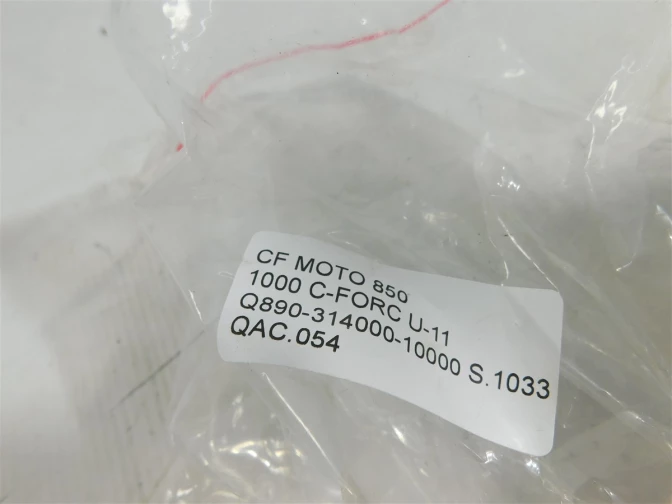 CF MOTO 850
1000 C-FORC U-11
Q890-314000-10000 S.1033
QAC.054